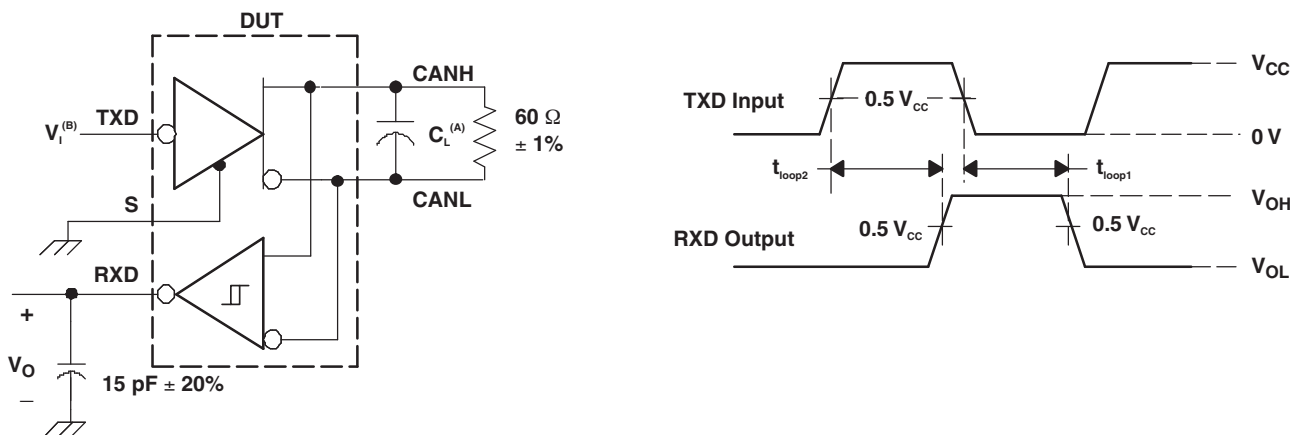 DUT
CANH
TXD
V_I^(B)
C_L^(A)
60 Ω
± 1%
S
CANL
RXD
+
V_O
15 pF ± 20%
–
V_CC
TXD Input
0.5 V_CC
0 V
t_loop2
t_loop1
V_OH
0.5 V_CC
0.5 V_CC
RXD Output
V_OL